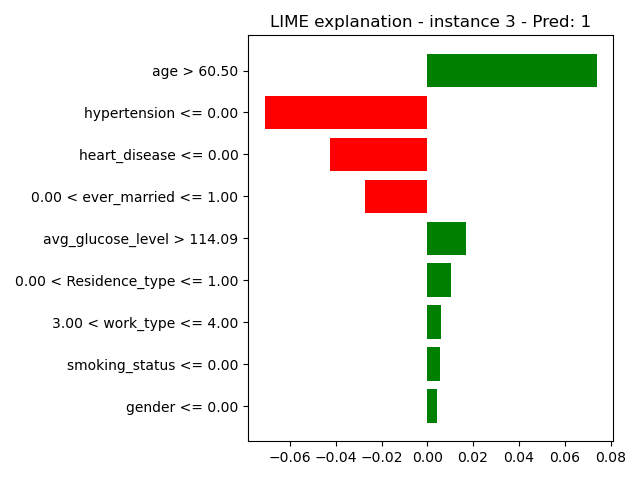 LIME explanation - instance 3 - Pred: 1
age > 60.50
hypertension <= 0.00
heart_disease <= 0.00
0.00 < ever_married <= 1.00
avg_glucose_level > 114.09
0.00 < Residence_type <= 1.00
3.00 < work_type <= 4.00
smoking_status <= 0.00
gender <= 0.00
−0.06 −0.04 −0.02 0.00 0.02 0.04 0.06 0.08